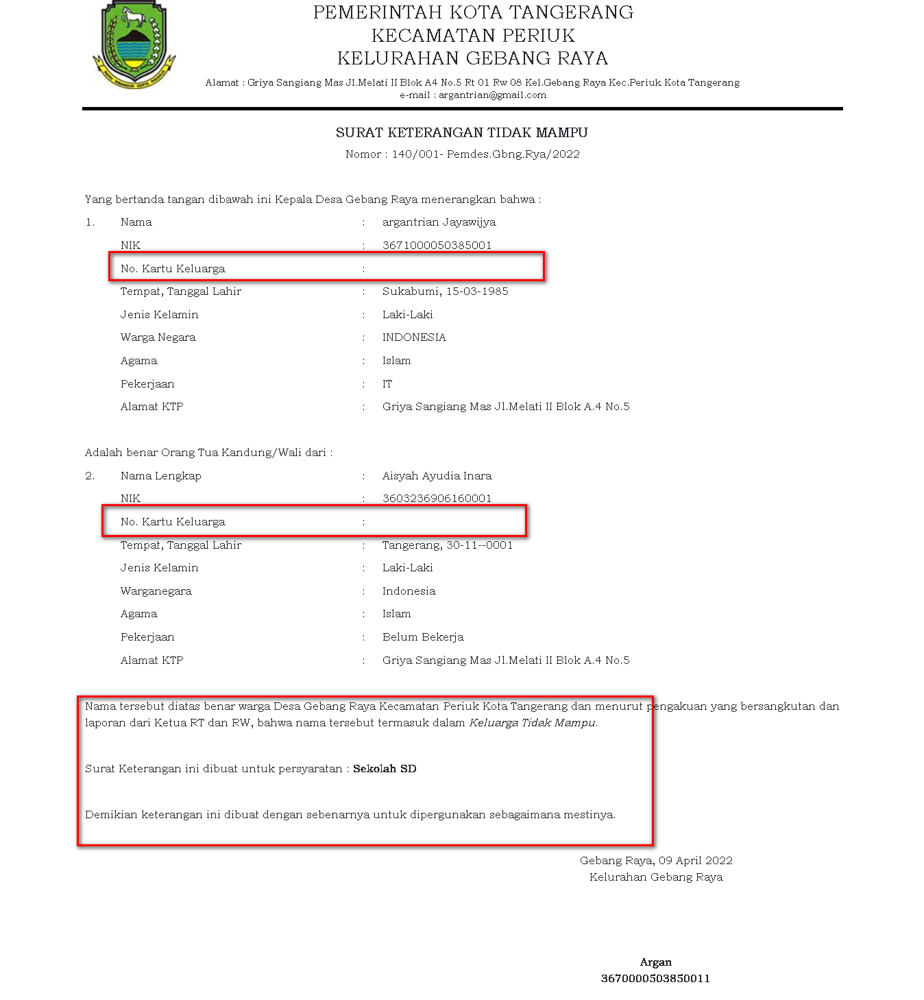 PEMERINTAH KOTA TANGERANG
KECAMATAN PERIUK
KELURAHAN GEBANG RAYA
Alamat : Griya Sangiang Mas Jl.Melati II Blok A4 No.5 Rt 01 Rw 08 Kel.Gebang Raya Kec.Periuk Kota Tangerang
e-mail : argantrian@gmail.com
SURAT KETERANGAN TIDAK MAMPU
Nomor : 140/001- Pemdes.Gbng.Rya/2022
Yang bertanda tangan dibawah ini Kepala Desa Gebang Raya menerangkan bahwa :
1. Nama : argantrian Jayawijya
NIK : 3671000050385001
No. Kartu Keluarga :
Tempat, Tanggal Lahir : Sukabumi, 15-03-1985
Jenis Kelamin : Laki-Laki
Warga Negara : INDONESIA
Agama : Islam
Pekerjaan : IT
Alamat KTP : Griya Sangiang Mas Jl.Melati II Blok A.4 No.5
Adalah benar Orang Tua Kandung/Wali dari :
2. Nama Lengkap : Aisyah Ayudia Inara
NIK : 3603236906160001
No. Kartu Keluarga :
Tempat, Tanggal Lahir : Tangerang, 30-11--0001
Jenis Kelamin : Laki-Laki
Warganegara : Indonesia
Agama : Islam
Pekerjaan : Belum Bekerja
Alamat KTP : Griya Sangiang Mas Jl.Melati II Blok A.4 No.5
Nama tersebut diatas benar warga Desa Gebang Raya Kecamatan Periuk Kota Tangerang dan menurut pengakuan yang bersangkutan dan
laporan dari Ketua RT dan RW, bahwa nama tersebut termasuk dalam Keluarga Tidak Mampu.
Surat Keterangan ini dibuat untuk persyaratan : Sekolah SD
Demikian keterangan ini dibuat dengan sebenarnya untuk dipergunakan sebagaimana mestinya.
Gebang Raya, 09 April 2022
Kelurahan Gebang Raya
Argan
3670000503850011